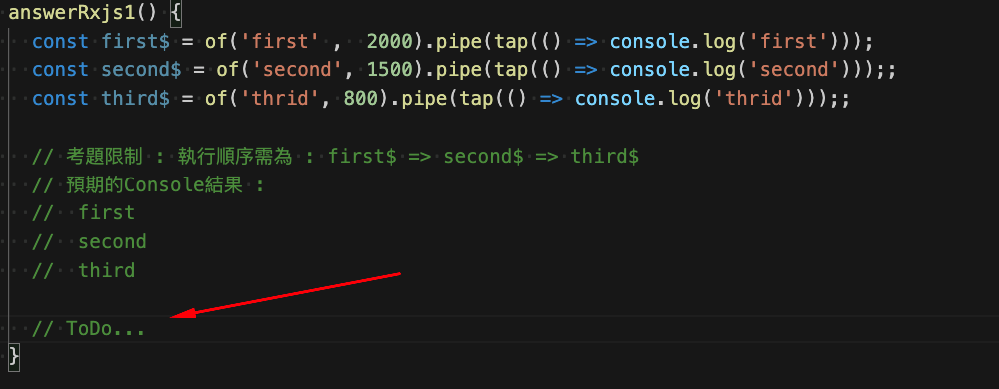 answerRxjs1() {
const first$ = of('first' ,  2000).pipe(tap(() => console.log('first')));
const second$ = of('second', 1500).pipe(tap(() => console.log('second')));;
const third$ = of('thrid', 800).pipe(tap(() => console.log('thrid')));;
// 考題限制 : 執行順序需為 : first$ => second$ => third$
// 預期的Console結果 :
//  first
//  second
//  third
// ToDo...
}